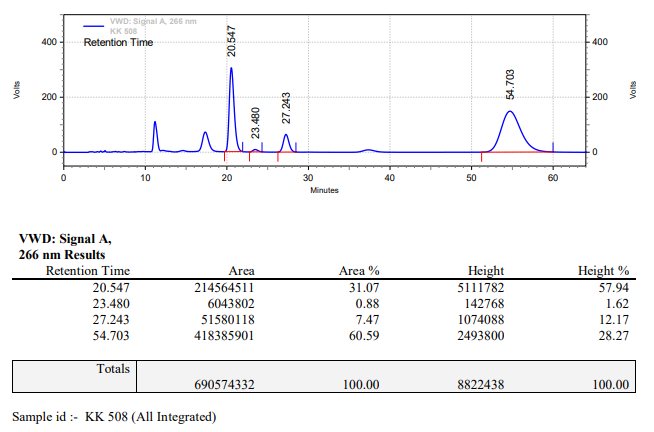 VWD: Signal A, 266 nm
KK 508
Retention Time
20.547
23.480
27.243
54.703
400
200
0
400
200
0
Volts
Volts
0 10 20 30 40 50 60
Minutes
VWD: Signal A,
266 nm Results
Retention Time Area Area % Height Height %
20.547 214564511 31.07 5111782 57.94
23.480 6043802 0.88 142768 1.62
27.243 51580118 7.47 1074088 12.17
54.703 418385901 60.59 2493800 28.27
Totals
690574332 100.00 8822438 100.00
Sample id :- KK 508 (All Integrated)